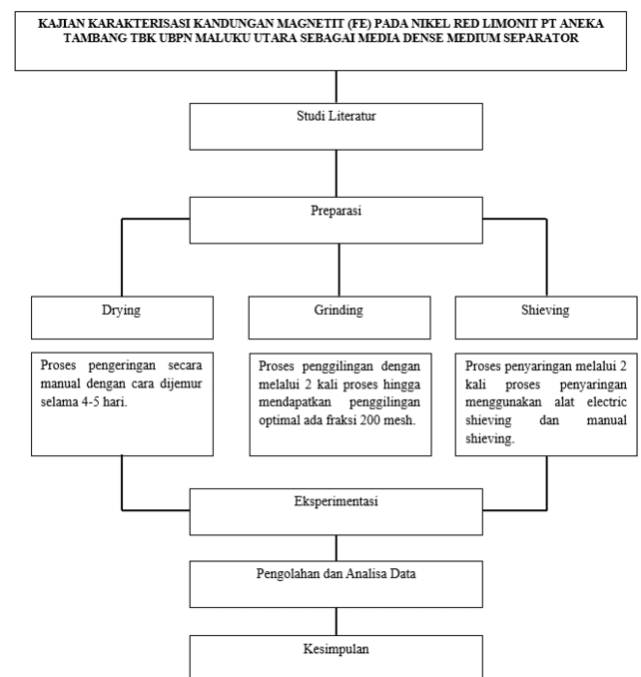 KAJIAN KARAKTERISASI KANDUNGAN MAGNETIT (FE) PADA NIKEL RED LIMONIT PT ANEKA
TAMBANG TBK UBPN MALUKU UTARA SEBAGAI MEDIA DENSE MEDIUM SEPARATOR
Studi Literatur
Preparasi
Drying
Grinding
Shieving
Proses pengeringan secara
manual dengan cara dijemur
selama 4-5 hari.
Proses penggilingan dengan
melalui 2 kali proses hingga
mendapatkan penggilingan
optimal ada fraksi 200 mesh.
Proses penyaringan melalui 2
kali proses penyaringan
menggunakan alat electric
shieving dan manual
shieving.
Eksperimentasi
Pengolahan dan Analisa Data
Kesimpulan